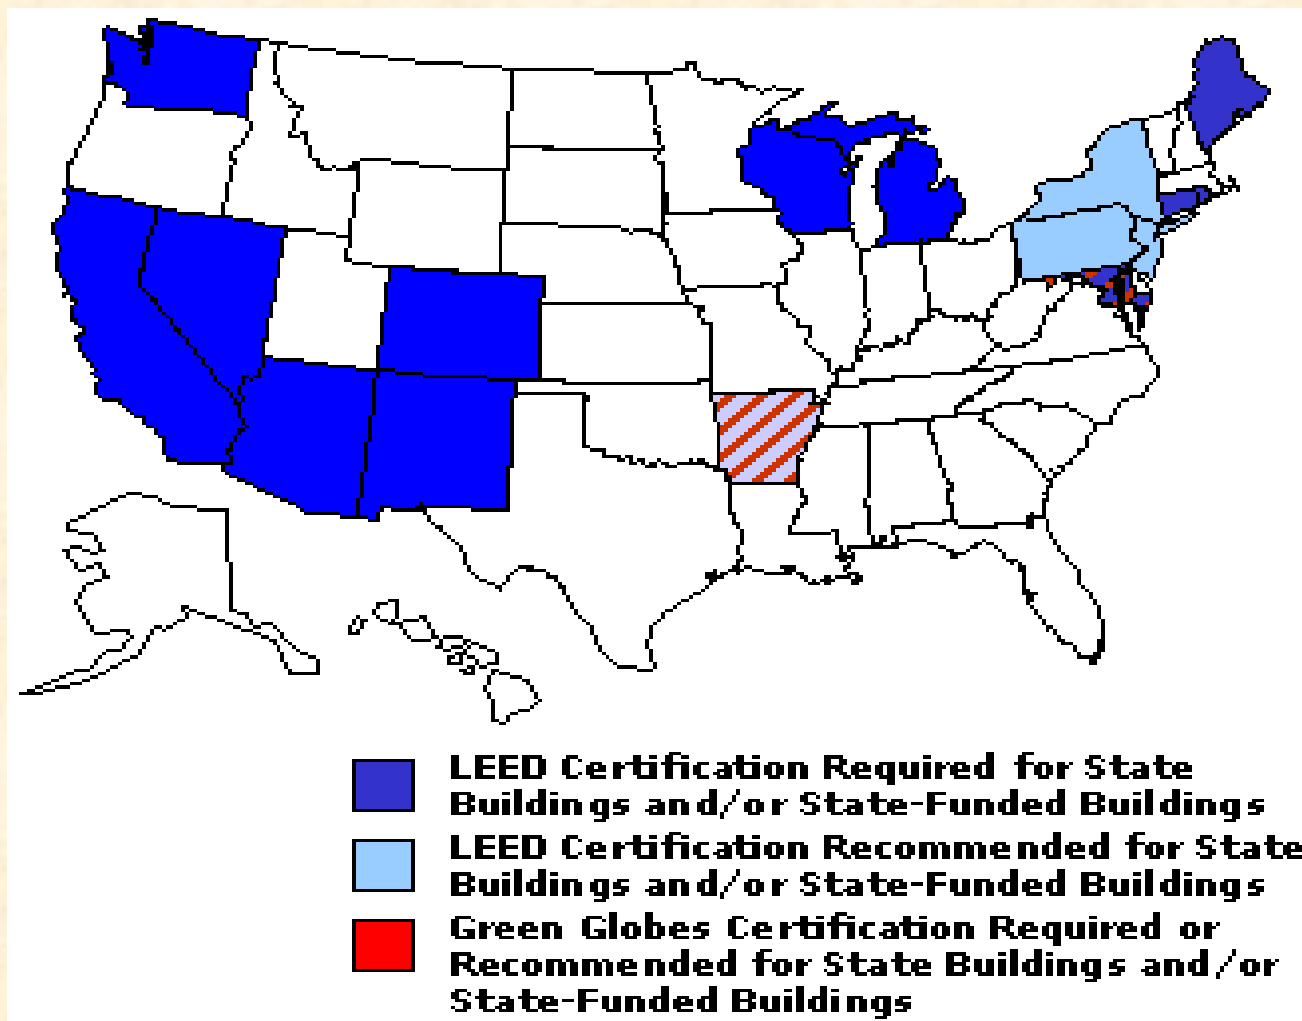 LEED Certification Required for State
Buildings and/or State-Funded Buildings
LEED Certification Recommended for State
Buildings and/or State-Funded Buildings
Green Globes Certification Required or
Recommended for State Buildings and/or
State-Funded Buildings